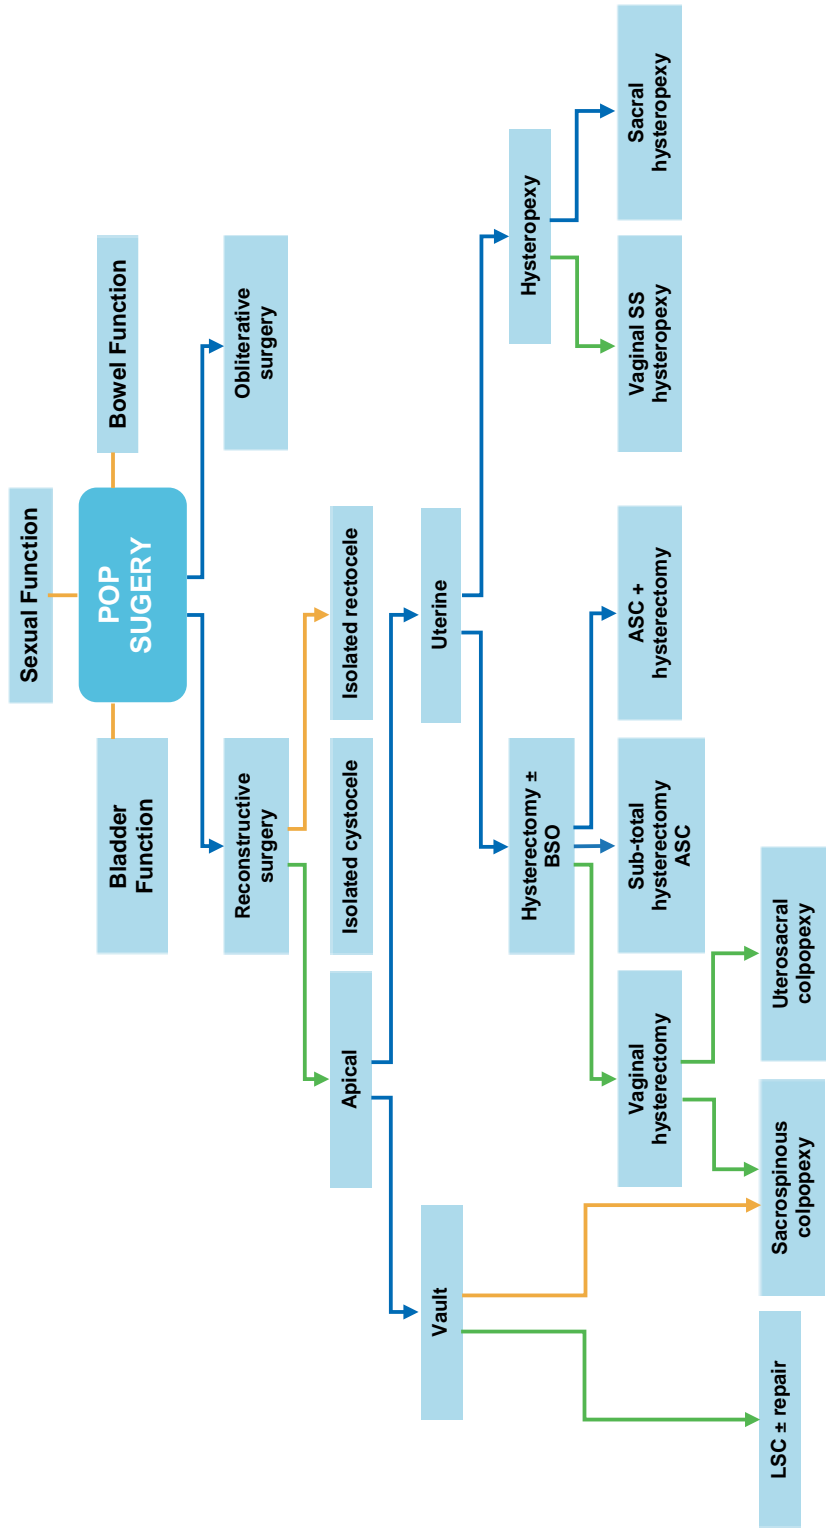 Sexual Function
Bladder
Function
POP
SUGERY
Bowel Function
Reconstructive
surgery
Obliterative
surgery
Apical
Isolated cystocele
Isolated rectocele
Vault
Uterine
Hysterectomy ±
BSO
Hysteropexy
Vaginal
hysterectomy
Sub-total
hysterectomy
ASC
ASC +
hysterectomy
Vaginal SS
hysteropexy
Sacral
hysteropexy
LSC ± repair
Sacrospinous
colpopexy
Uterosacral
colpopexy